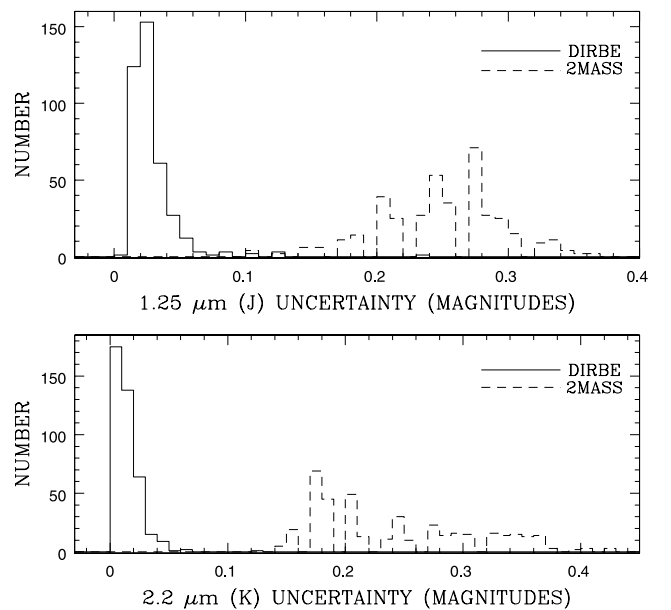 150
100
50
0
NUMBER
DIRBE
2MASS
0 0.1 0.2 0.3 0.4
1.25 μm (J) UNCERTAINTY (MAGNITUDES)
150
100
50
0
NUMBER
DIRBE
2MASS
0 0.1 0.2 0.3 0.4
2.2 μm (K) UNCERTAINTY (MAGNITUDES)